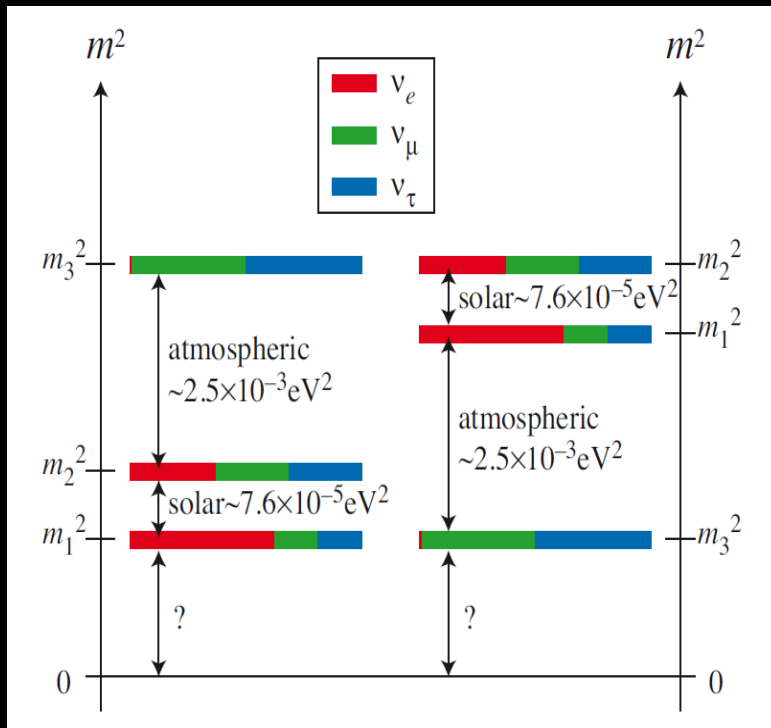 m²
m²
νₑ
ν_μ
ν_τ
m₃²
m₂²
solar~7.6×10⁻⁵eV²
m₁²
atmospheric
~2.5×10⁻³eV²
atmospheric
~2.5×10⁻³eV²
m₂²
solar~7.6×10⁻⁵eV²
m₁²
m₃²
?
?
0
0